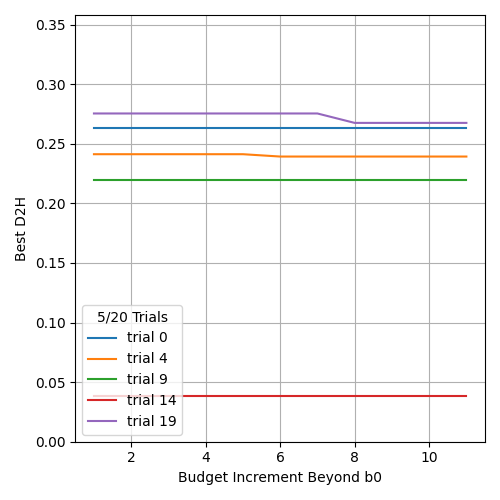 0.35
0.30
0.25
0.20
0.15
0.10
0.05
0.00
Best D2H
5/20 Trials
trial 0
trial 4
trial 9
trial 14
trial 19
2 4 6 8 10
Budget Increment Beyond b0